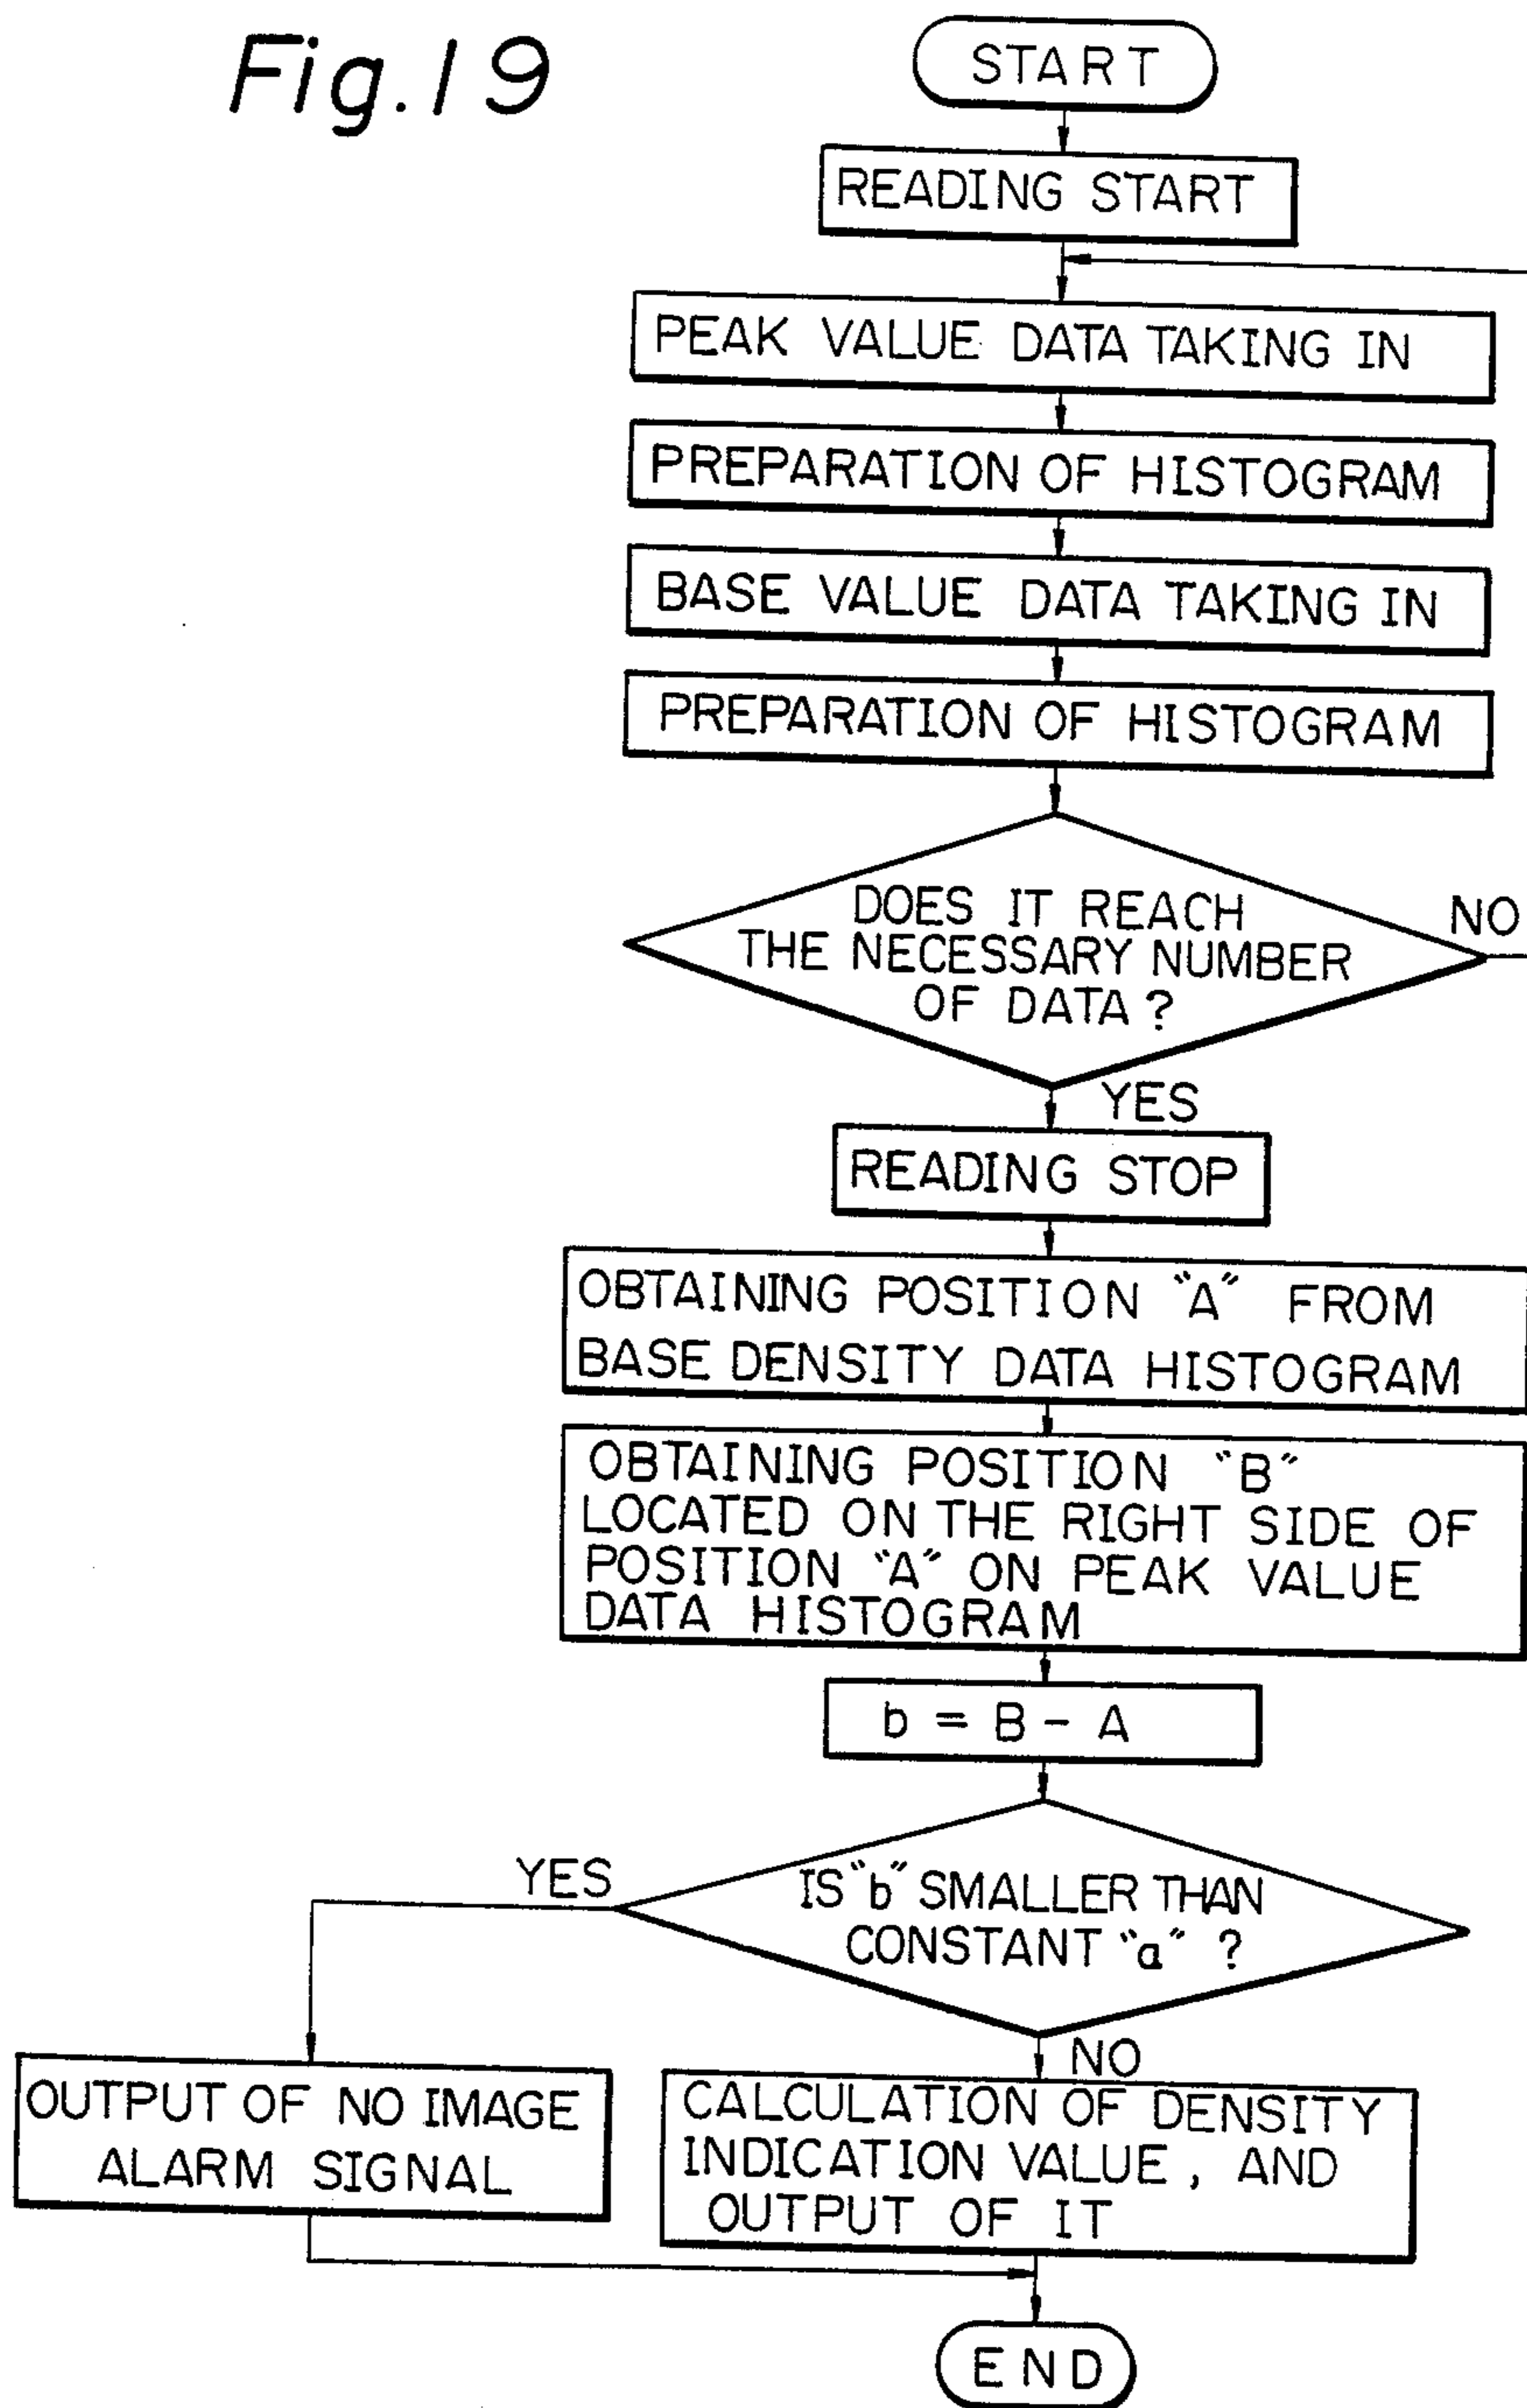 Fig. 19
START
READING START
PEAK VALUE DATA TAKING IN
PREPARATION OF HISTOGRAM
BASE VALUE DATA TAKING IN
PREPARATION OF HISTOGRAM
DOES IT REACH
THE NECESSARY NUMBER
OF DATA ?
NO
YES
READING STOP
OBTAINING POSITION "A" FROM
BASE DENSITY DATA HISTOGRAM
OBTAINING POSITION "B"
LOCATED ON THE RIGHT SIDE OF
POSITION "A" ON PEAK VALUE
DATA HISTOGRAM
b = B - A
IS "b" SMALLER THAN
CONSTANT "a" ?
YES
NO
OUTPUT OF NO IMAGE
ALARM SIGNAL
CALCULATION OF DENSITY
INDICATION VALUE, AND
OUTPUT OF IT
END